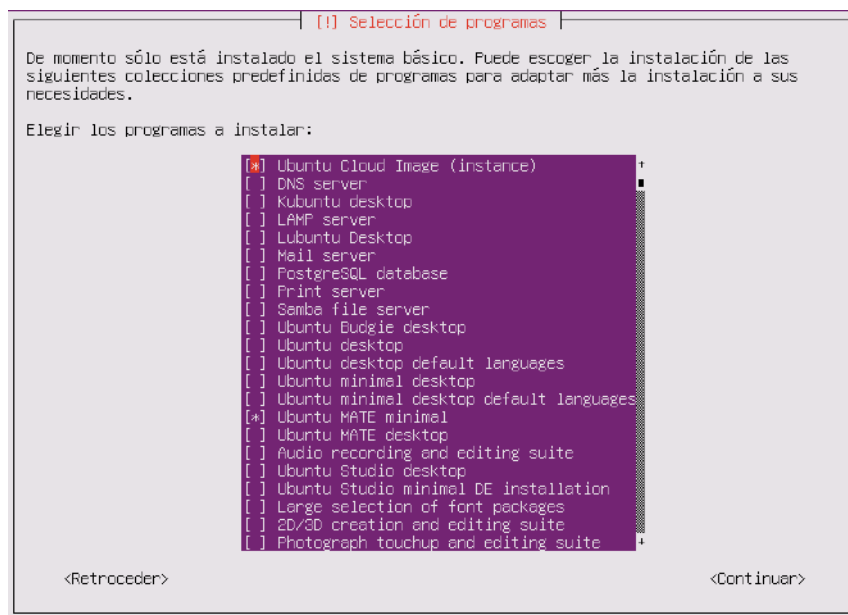 [!] Selección de programas
De momento sólo está instalado el sistema básico. Puede escoger la instalación de las
siguientes colecciones predefinidas de programas para adaptar más la instalación a sus
necesidades.
Elegir los programas a instalar:
[*] Ubuntu Cloud Image (instance)
[ ] DNS server
[ ] Kubuntu desktop
[ ] LAMP server
[ ] Lubuntu Desktop
[ ] Mail server
[ ] PostgreSQL database
[ ] Print server
[ ] Samba file server
[ ] Ubuntu Budgie desktop
[ ] Ubuntu desktop
[ ] Ubuntu desktop default languages
[ ] Ubuntu minimal desktop
[ ] Ubuntu minimal desktop default languages
[*] Ubuntu MATE minimal
[ ] Ubuntu MATE desktop
[ ] Audio recording and editing suite
[ ] Ubuntu Studio desktop
[ ] Ubuntu Studio minimal DE installation
[ ] Large selection of font packages
[ ] 2D/3D creation and editing suite
[ ] Photograph touchup and editing suite
<Retroceder> <Continuar>